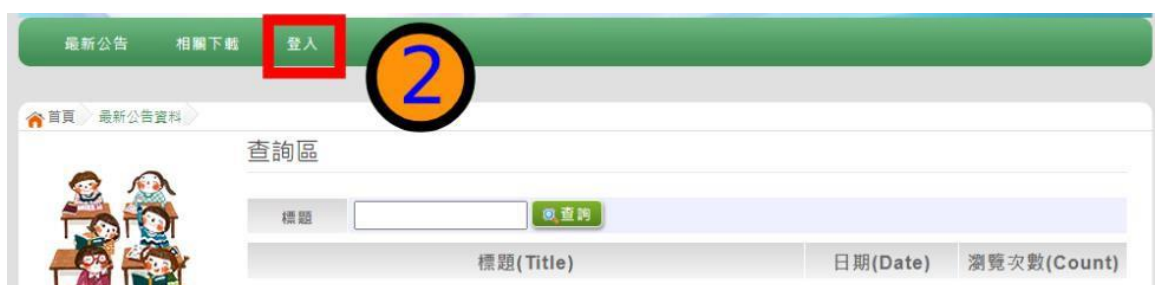 最新公告 相關下載 登入
2
首頁 最新公告資料
查詢區
標題 查詢
標題(Title) 日期(Date) 瀏覽次數(Count)